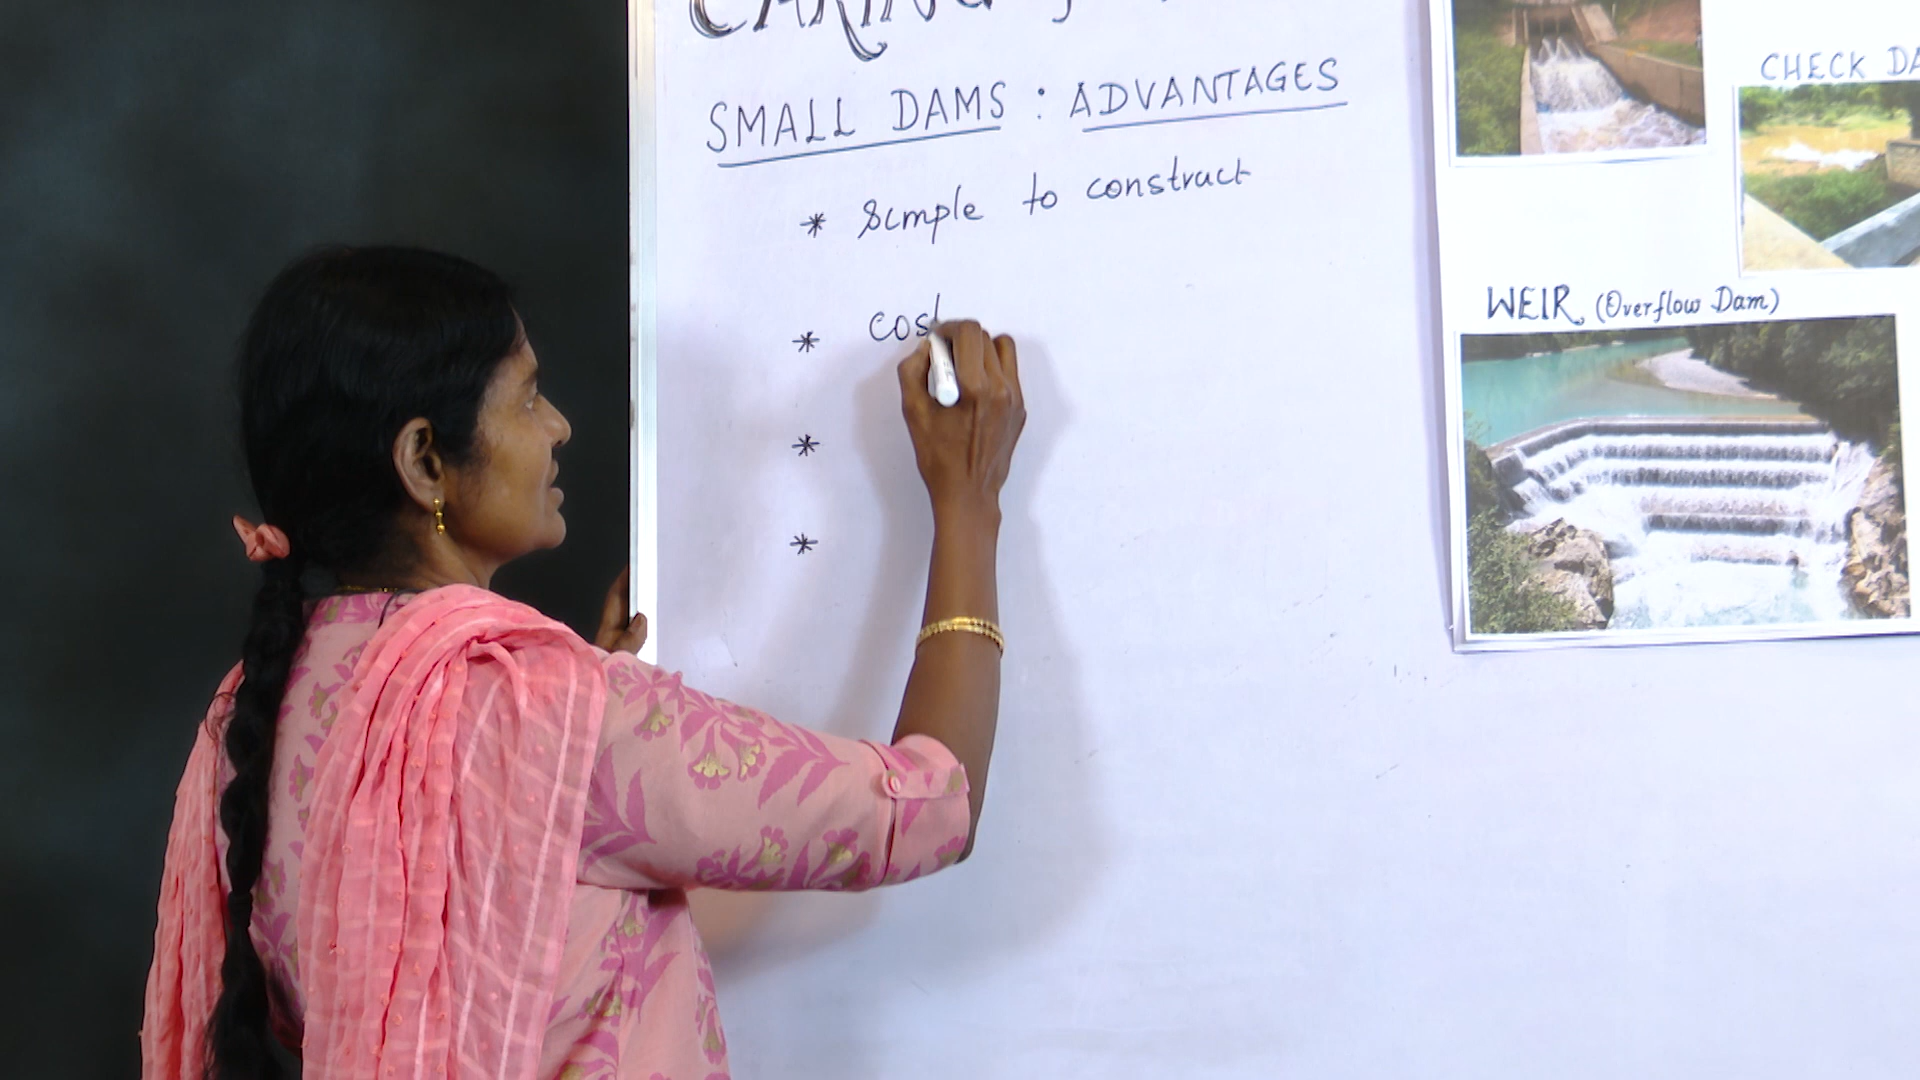 SMALL DAMS : ADVANTAGES
* Simple to construct
* cost
*
*
CHECK
WEIR (Overflow Dam)